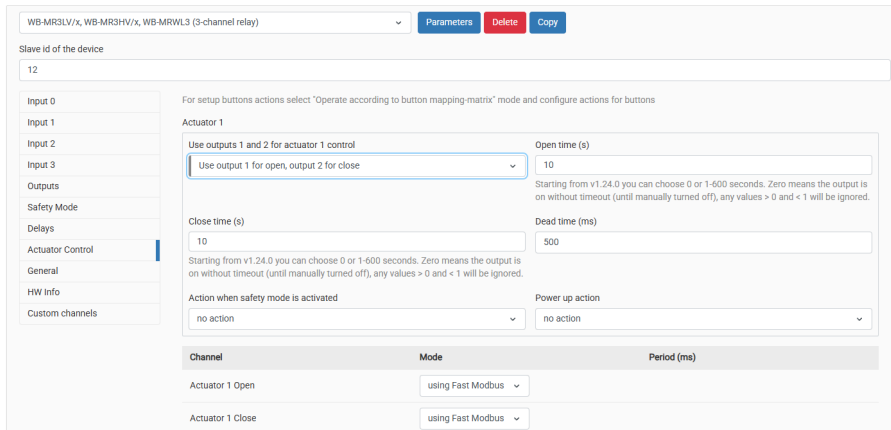 WB-MR3LV/x, WB-MR3HV/x, WB-MRWL3 (3-channel relay)
Parameters
Delete
Copy
Slave id of the device
12
Input 0
Input 1
Input 2
Input 3
Outputs
Safety Mode
Delays
Actuator Control
General
HW Info
Custom channels
For setup buttons actions select "Operate according to button mapping-matrix" mode and configure actions for buttons
Actuator 1
Use outputs 1 and 2 for actuator 1 control
Use output 1 for open, output 2 for close
Open time (s)
10
Starting from v1.24.0 you can choose 0 or 1-600 seconds. Zero means the output is
on without timeout (until manually turned off), any values > 0 and < 1 will be ignored.
Close time (s)
10
Starting from v1.24.0 you can choose 0 or 1-600 seconds. Zero means the output is
on without timeout (until manually turned off), any values > 0 and < 1 will be ignored.
Dead time (ms)
500
Action when safety mode is activated
no action
Power up action
no action
Channel Mode Period (ms)
Actuator 1 Open using Fast Modbus
Actuator 1 Close using Fast Modbus